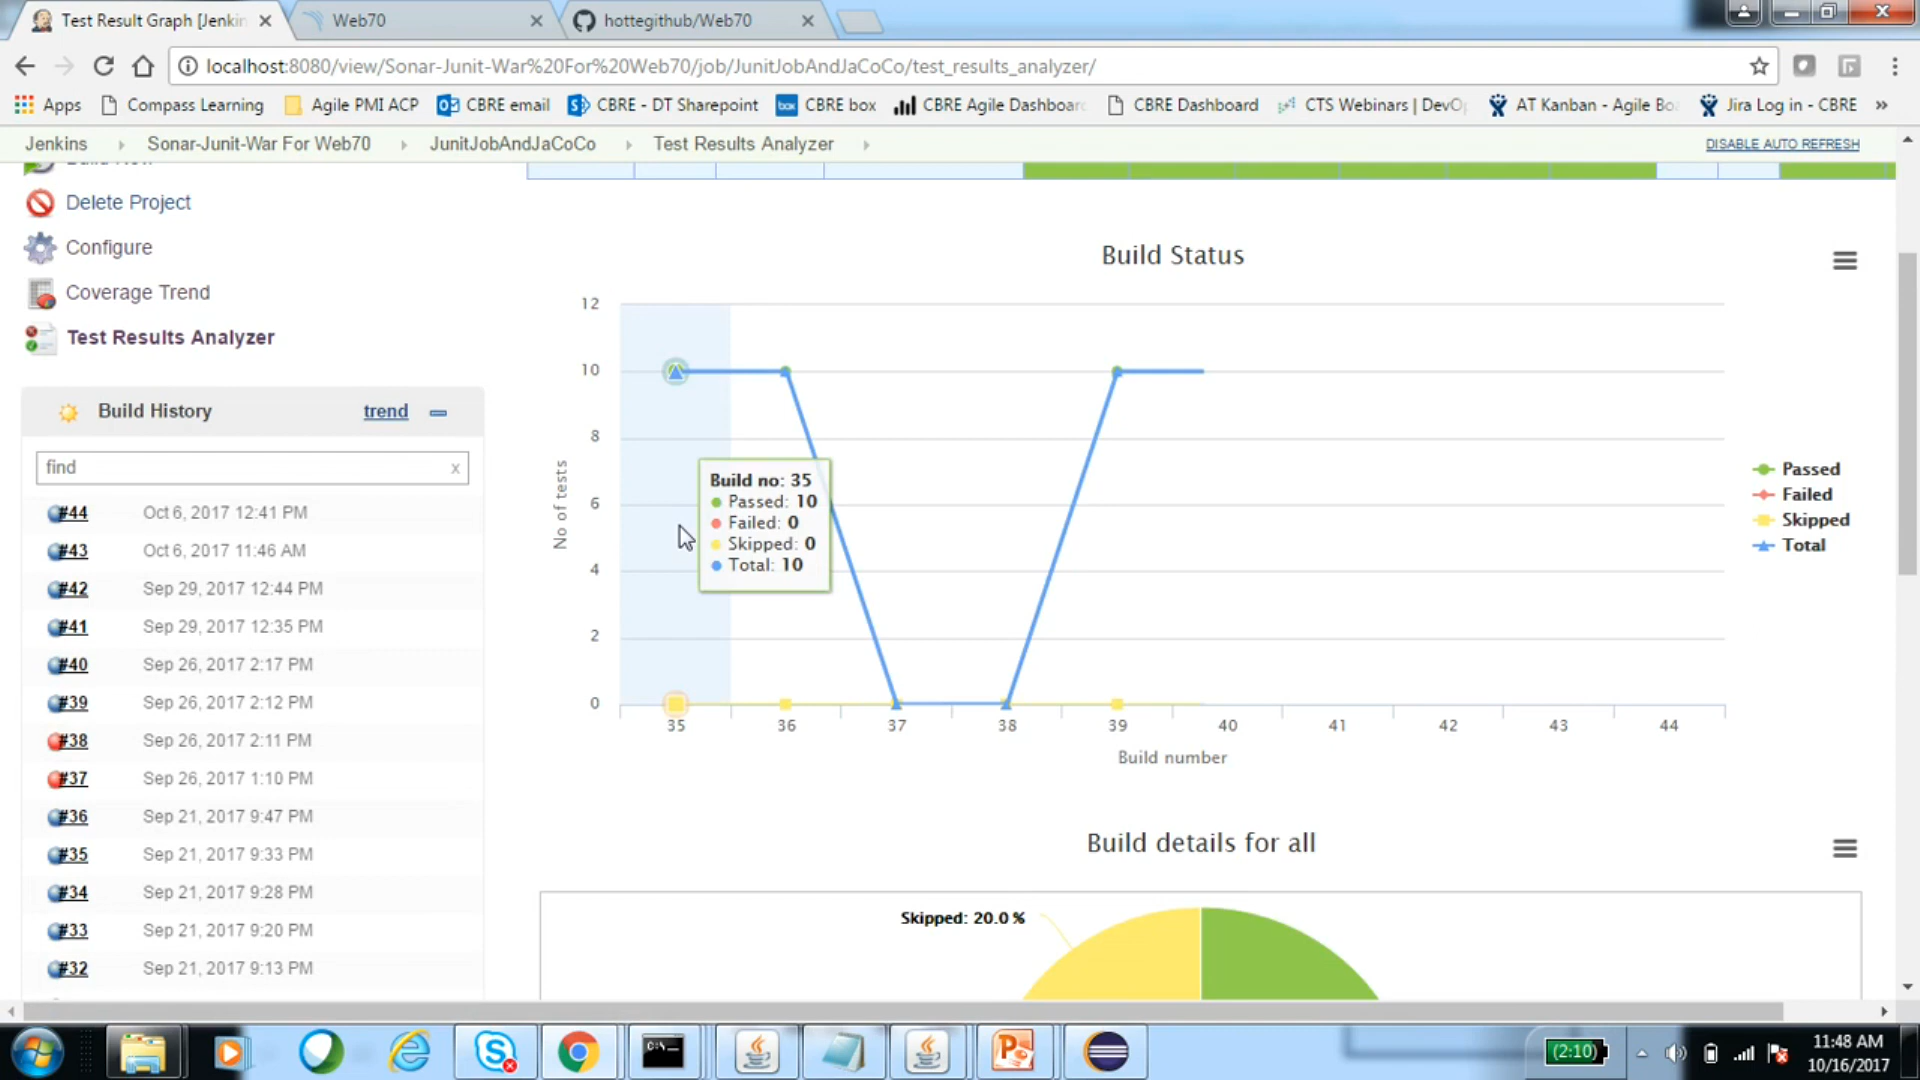 Test Result Graph [Jenkin
Web70
hottegithub/Web70
localhost:8080/view/Sonar-Junit-War%20For%20Web70/job/JunitJobAndJaCoCo/test_results_analyzer/
Apps
Compass Learning
Agile PMI ACP
CBRE email
CBRE - DT Sharepoint
box
CBRE box
CBRE Agile Dashboar
CBRE Dashboard
CTS Webinars | DevO
AT Kanban - Agile Bo
Jira Log in - CBRE
»
Jenkins
Sonar-Junit-War For Web70
JunitJobAndJaCoCo
Test Results Analyzer
DISABLE AUTO REFRESH
Delete Project
Configure
Coverage Trend
Test Results Analyzer
Build History
trend
find
x
#44 Oct 6, 2017 12:41 PM
#43 Oct 6, 2017 11:46 AM
#42 Sep 29, 2017 12:44 PM
#41 Sep 29, 2017 12:35 PM
#40 Sep 26, 2017 2:17 PM
#39 Sep 26, 2017 2:12 PM
#38 Sep 26, 2017 2:11 PM
#37 Sep 26, 2017 1:10 PM
#36 Sep 21, 2017 9:47 PM
#35 Sep 21, 2017 9:33 PM
#34 Sep 21, 2017 9:28 PM
#33 Sep 21, 2017 9:20 PM
#32 Sep 21, 2017 9:13 PM
Build Status
12
10
8
6
4
2
0
No of tests
Build no: 35
Passed: 10
Failed: 0
Skipped: 0
Total: 10
35 36 37 38 39 40 41 42 43 44
Build number
Passed
Failed
Skipped
Total
Build details for all
Skipped: 20.0 %
(2:10)
11:48 AM
10/16/2017